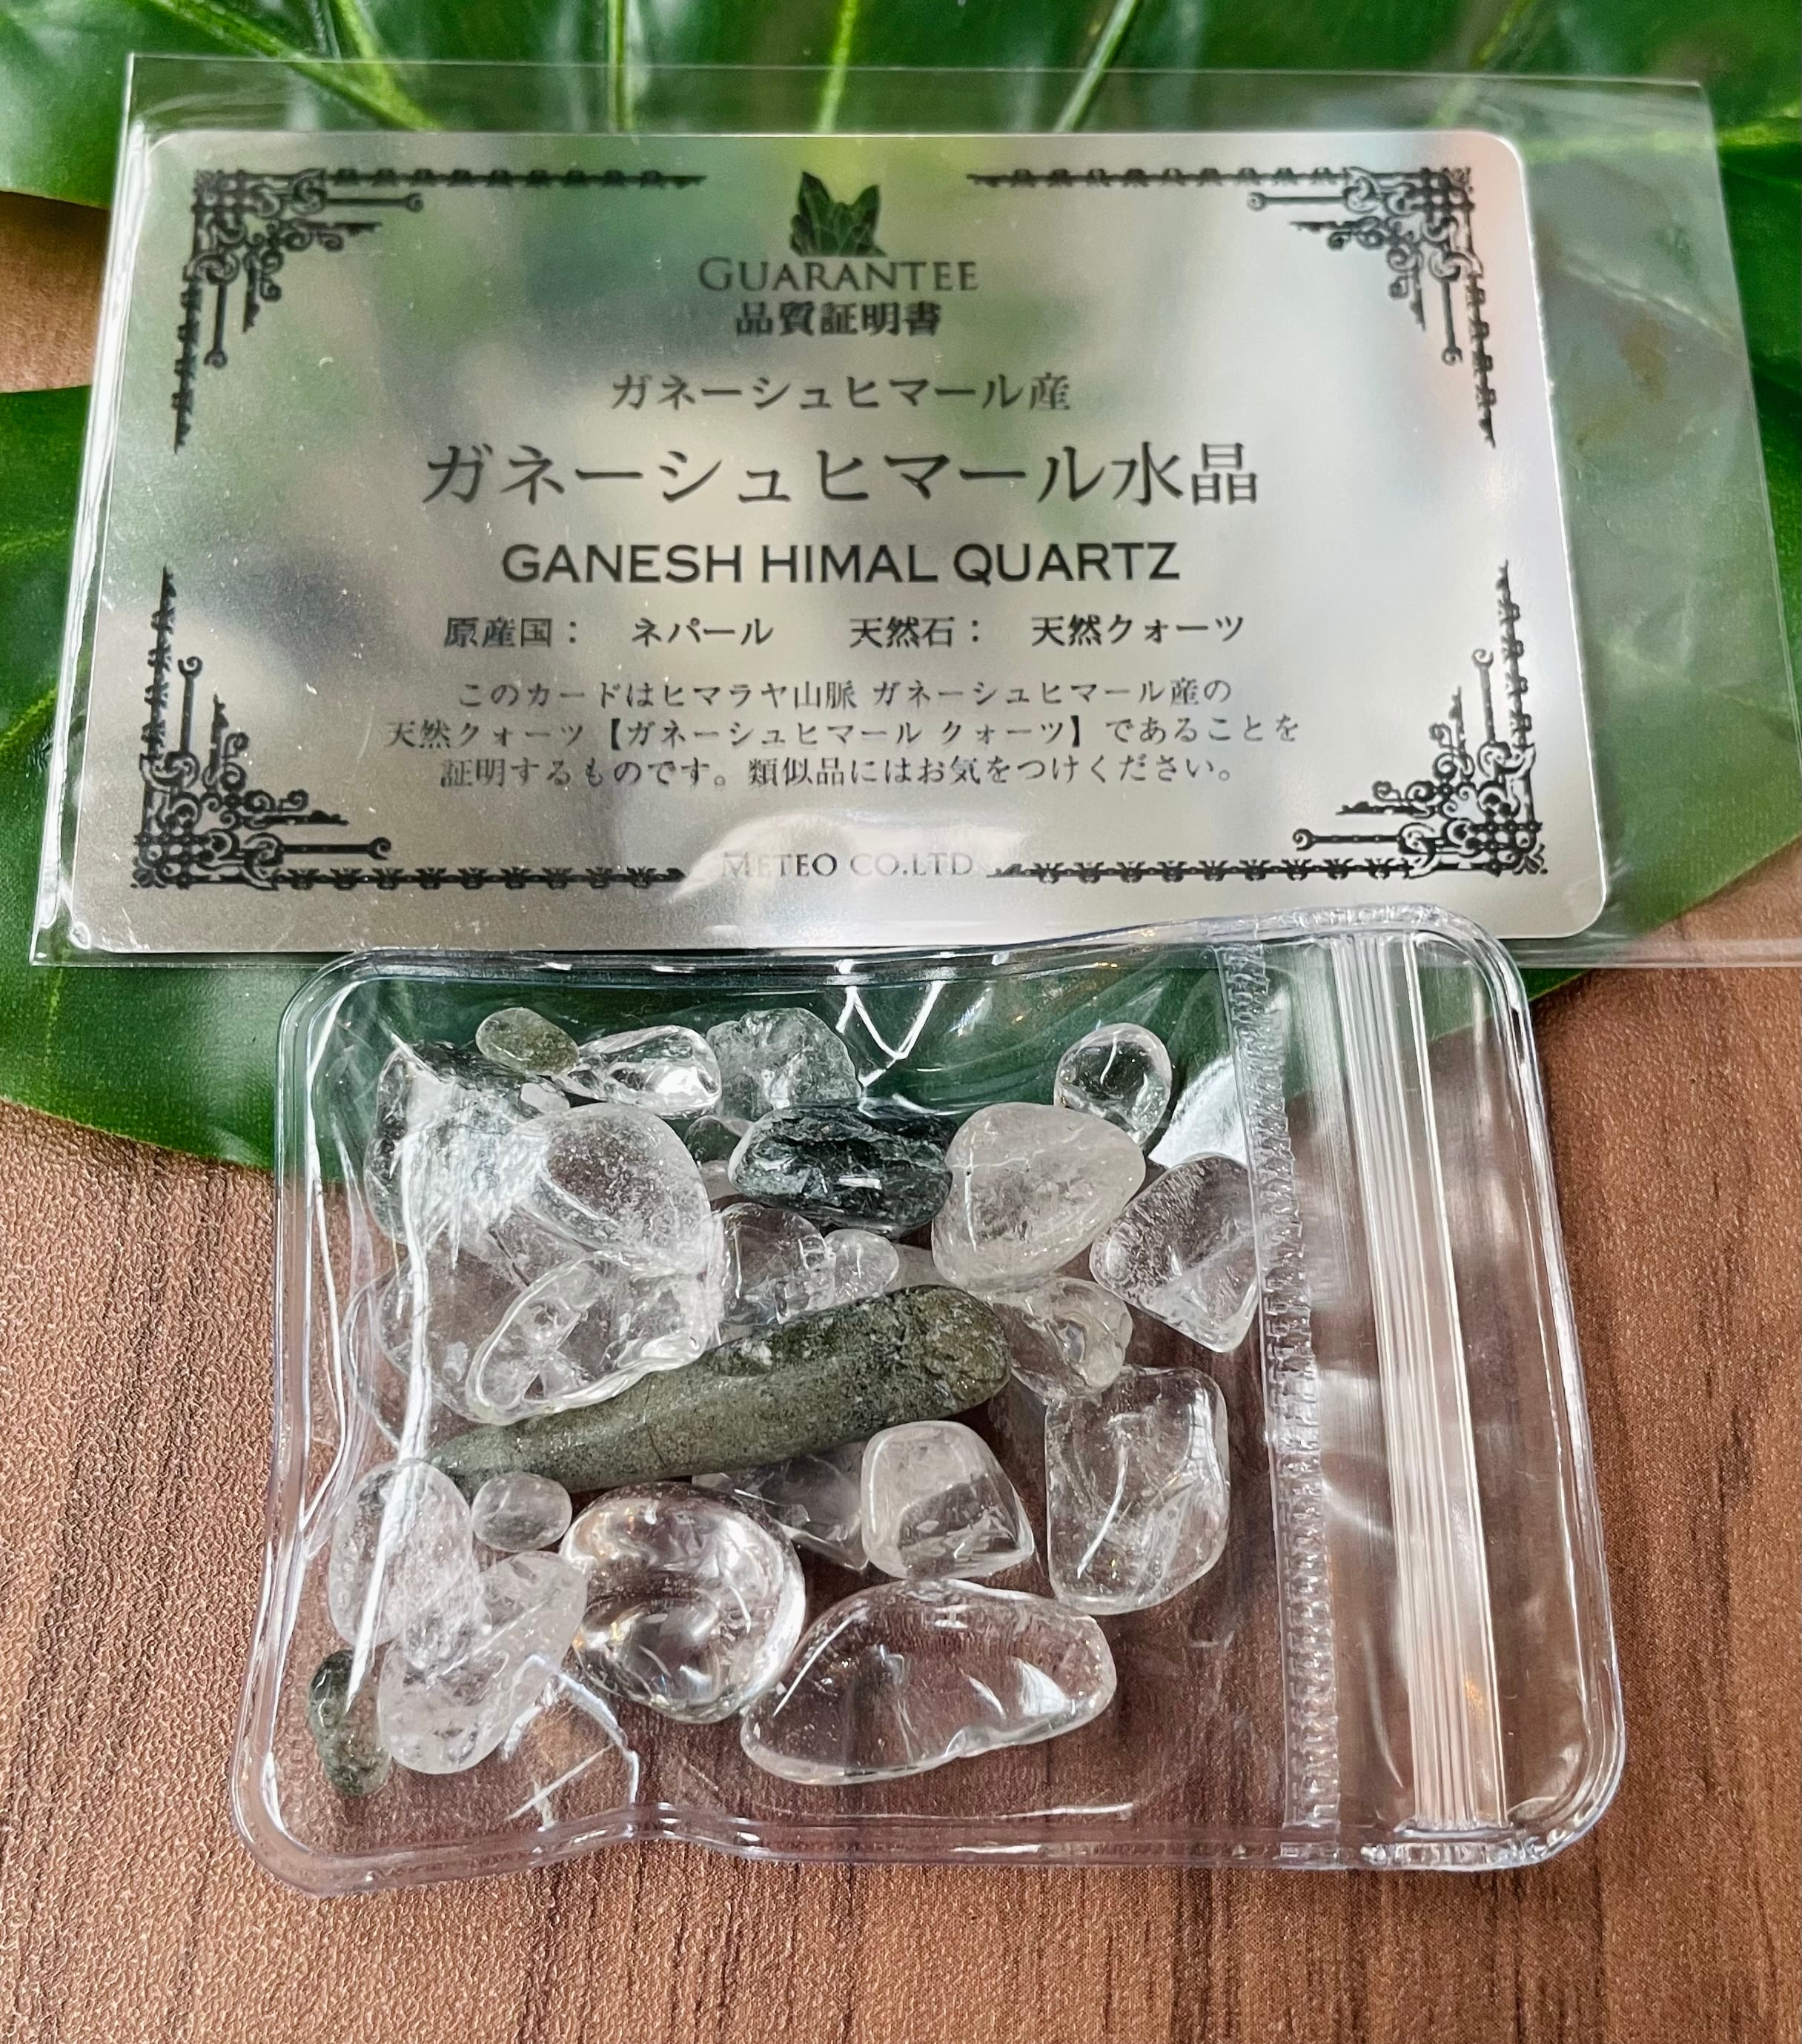 GUARANTEE
品質証明書
ガネーシュヒマール産
ガネーシュヒマール水晶
GANESH HIMAL QUARTZ
原産国： ネパール 天然石： 天然クォーツ
このカードはヒマラヤ山脈 ガネーシュヒマール産の
天然クォーツ【ガネーシュヒマール クォーツ】であることを
証明するものです。類似品にはお気をつけください。
METEO CO.LTD